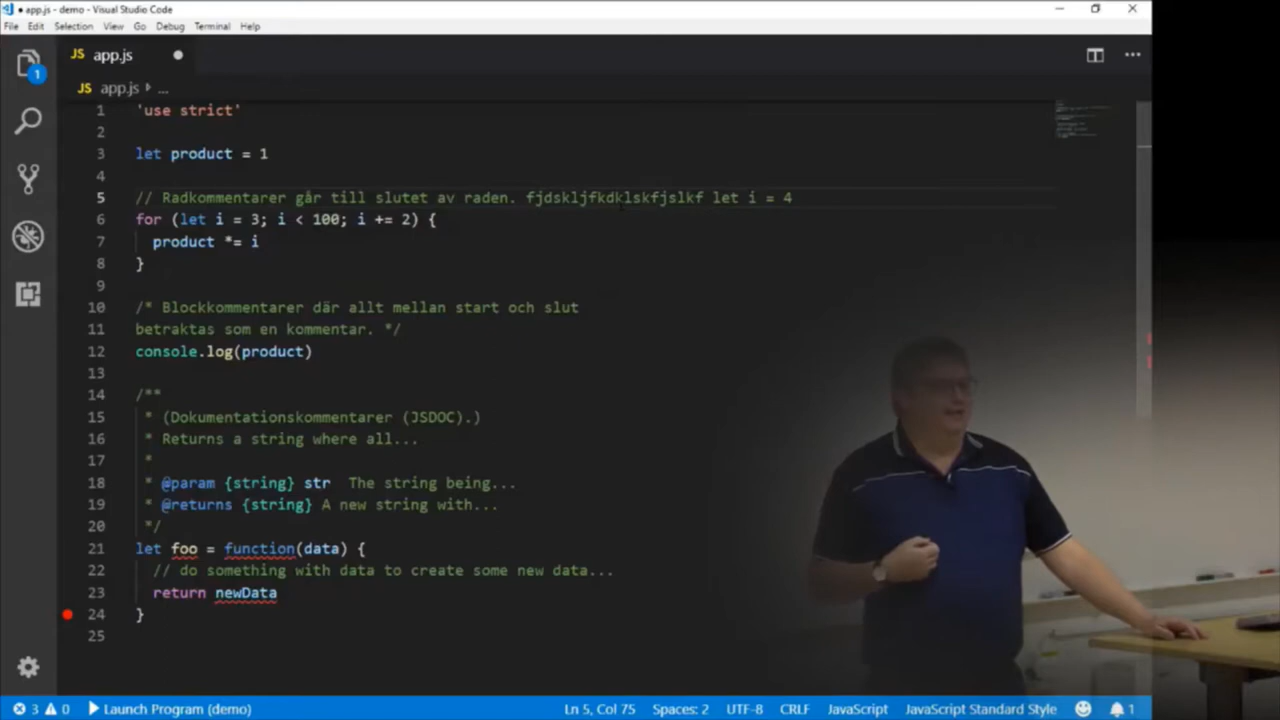 app.js - demo - Visual Studio Code
File Edit Selection View Go Debug Terminal Help
JS app.js
1
JS app.js ...
1 'use strict'
2
3 let product = 1
4
5 // Radkommentarer går till slutet av raden. fjdskljfkdklskfjslkf let i = 4
6 for (let i = 3; i < 100; i += 2) {
7 product *= i
8 }
9
10 /* Blockkommentarer där allt mellan start och slut
11 betraktas som en kommentar. */
12 console.log(product)
13
14 /**
15 * (Dokumentationskommentarer (JSDOC).)
16 * Returns a string where all...
17 *
18 * @param {string} str The string being...
19 * @returns {string} A new string with...
20 */
21 let foo = function(data) {
22 // do something with data to create some new data...
23 return newData
24 }
25
3 0 Launch Program (demo) Ln 5, Col 75 Spaces: 2 UTF-8 CRLF JavaScript JavaScript Standard Style 1